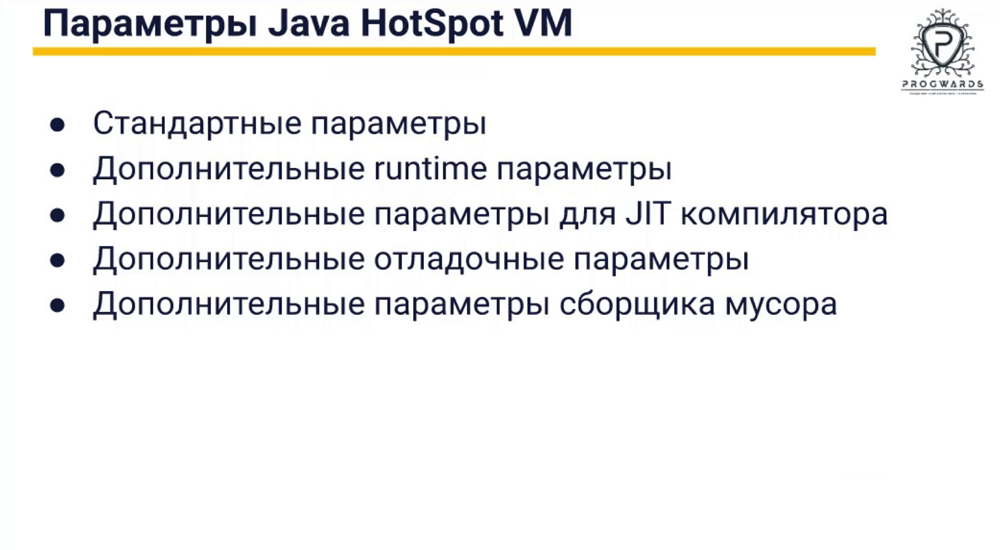 Параметры Java HotSpot VM
PROGWARDS
● Стандартные параметры
● Дополнительные runtime параметры
● Дополнительные параметры для JIT компилятора
● Дополнительные отладочные параметры
● Дополнительные параметры сборщика мусора